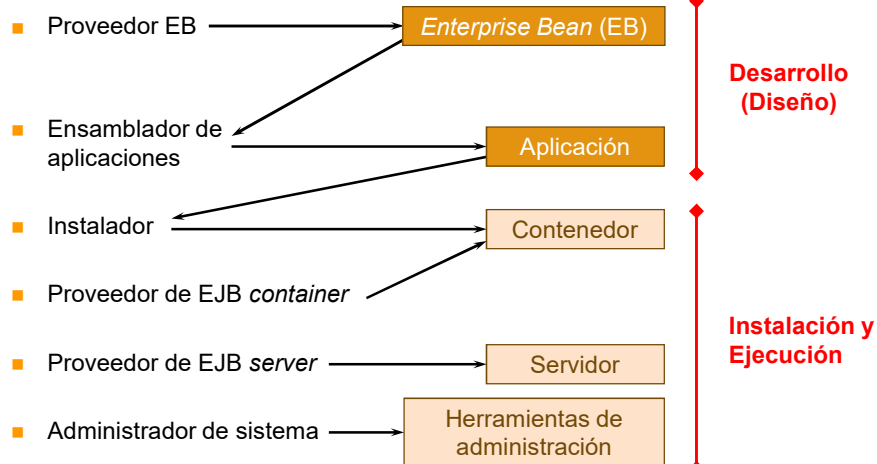 Proveedor EB
Enterprise Bean (EB)
Desarrollo
(Diseño)
Ensamblador de
aplicaciones
Aplicación
Instalador
Contenedor
Proveedor de EJB container
Instalación y
Ejecución
Proveedor de EJB server
Servidor
Administrador de sistema
Herramientas de
administración